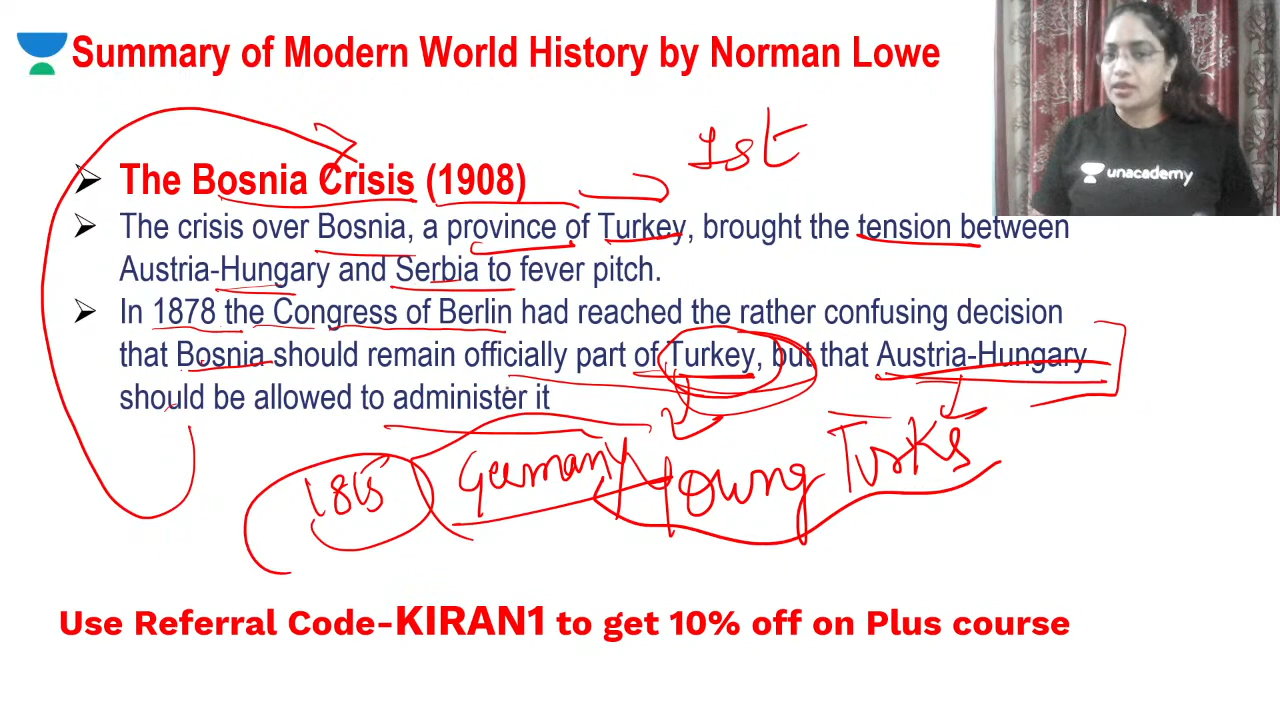 Summary of Modern World History by Norman Lowe
unacademy
1st
The Bosnia Crisis (1908)
The crisis over Bosnia, a province of Turkey, brought the tension between
Austria-Hungary and Serbia to fever pitch.
In 1878 the Congress of Berlin had reached the rather confusing decision
that Bosnia should remain officially part of Turkey, but that Austria-Hungary
should be allowed to administer it
1815 Germany Young Turks
Use Referral Code-KIRAN1 to get 10% off on Plus course